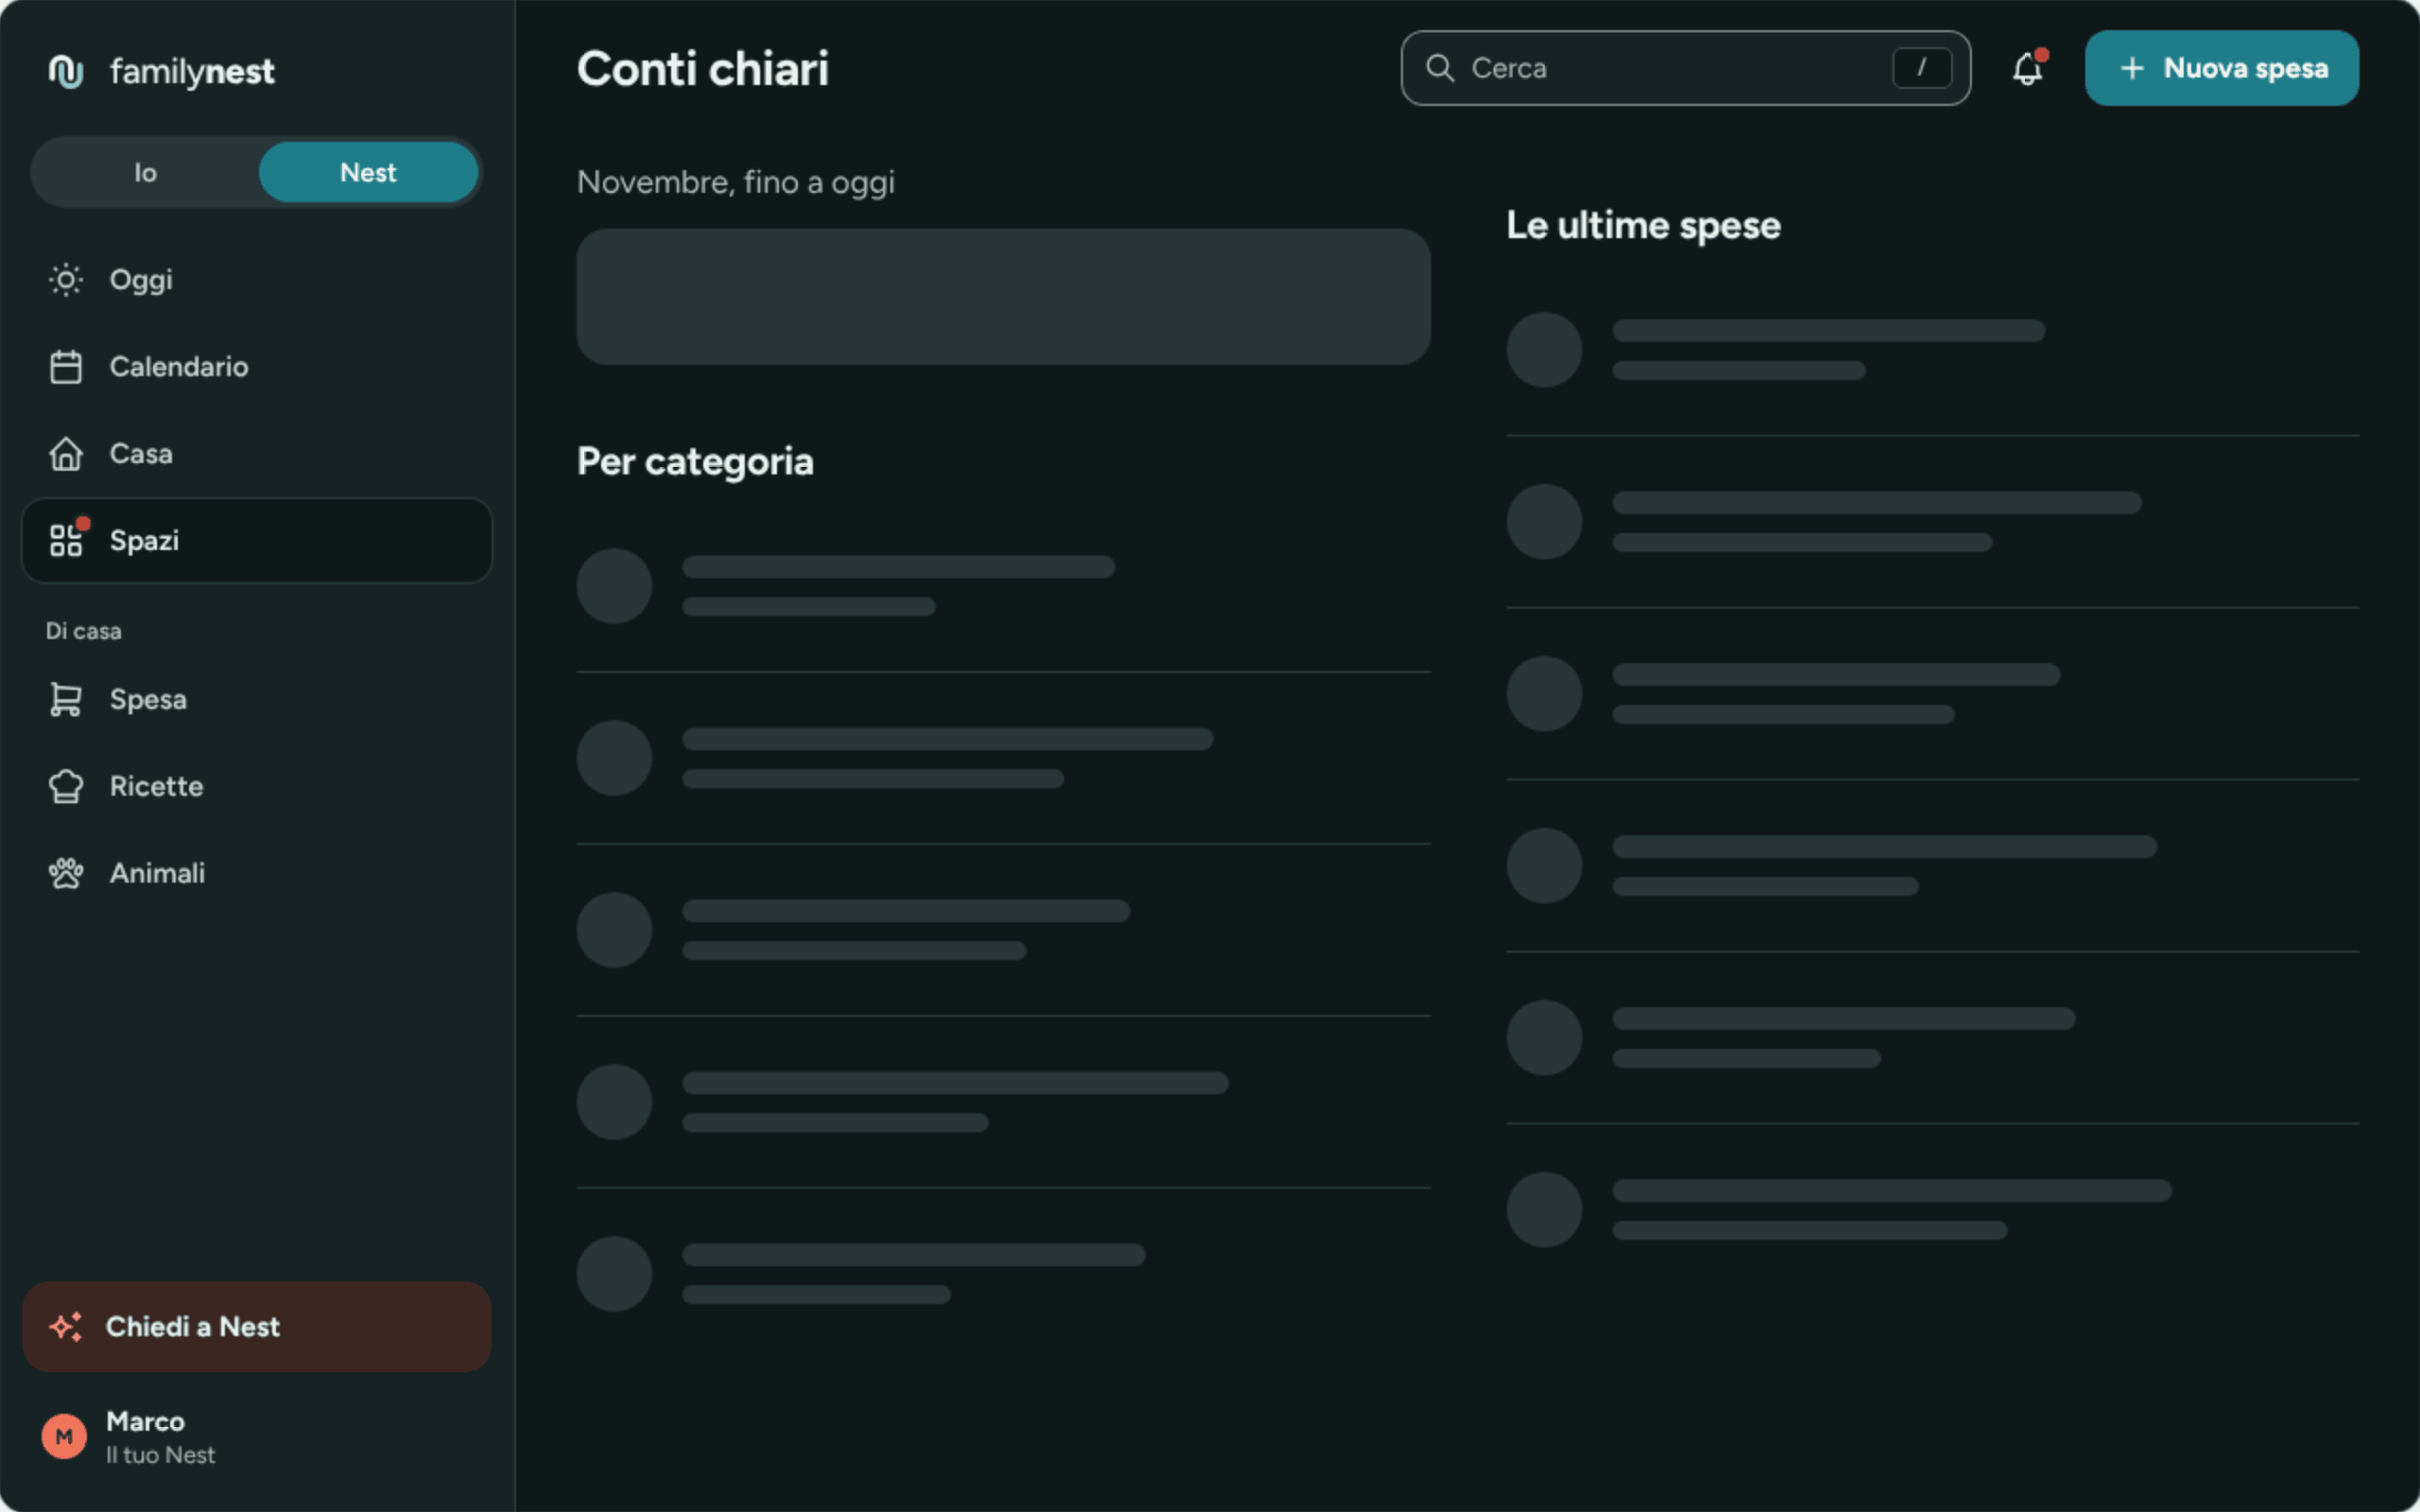 familynest
Io
Nest
Oggi
Calendario
Casa
Spazi
Di casa
Spesa
Ricette
Animali
Chiedi a Nest
M
Marco
Il tuo Nest
Conti chiari
Cerca
/
Nuova spesa
Novembre, fino a oggi
Per categoria
Le ultime spese